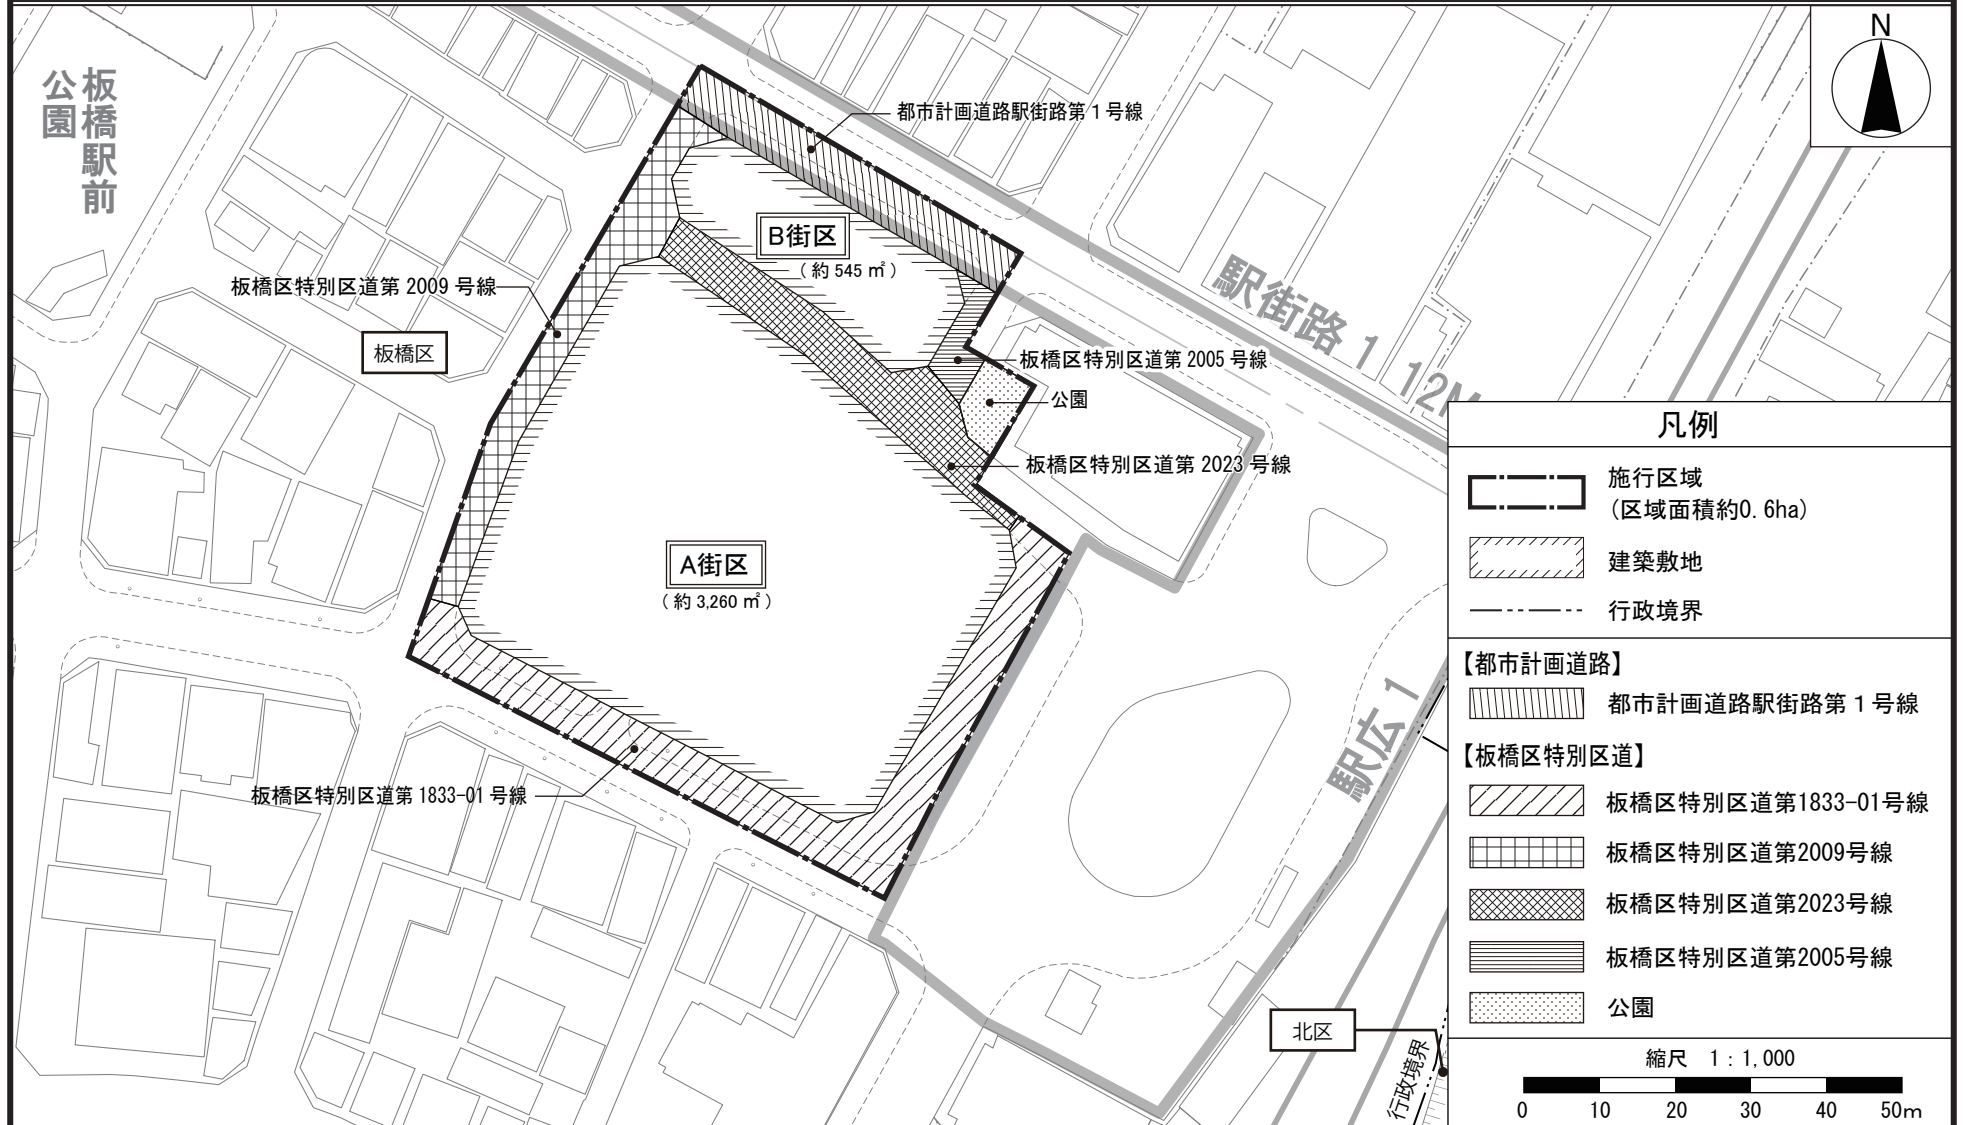 N
板橋駅前
公園
都市計画道路駅街路第1号線
B街区
(約 545 ㎡)
板橋区特別区道第 2009 号線
板橋区
駅街路 1 12M
板橋区特別区道第 2005 号線
公園
板橋区特別区道第 2023 号線
A街区
(約 3,260 ㎡)
板橋区特別区道第 1833-01 号線
駅広 1
北区
行政境界
凡例
施行区域
(区域面積約0.6ha)
建築敷地
行政境界
【都市計画道路】
都市計画道路駅街路第1号線
【板橋区特別区道】
板橋区特別区道第1833-01号線
板橋区特別区道第2009号線
板橋区特別区道第2023号線
板橋区特別区道第2005号線
公園
縮尺 1:1,000
0 10 20 30 40 50m